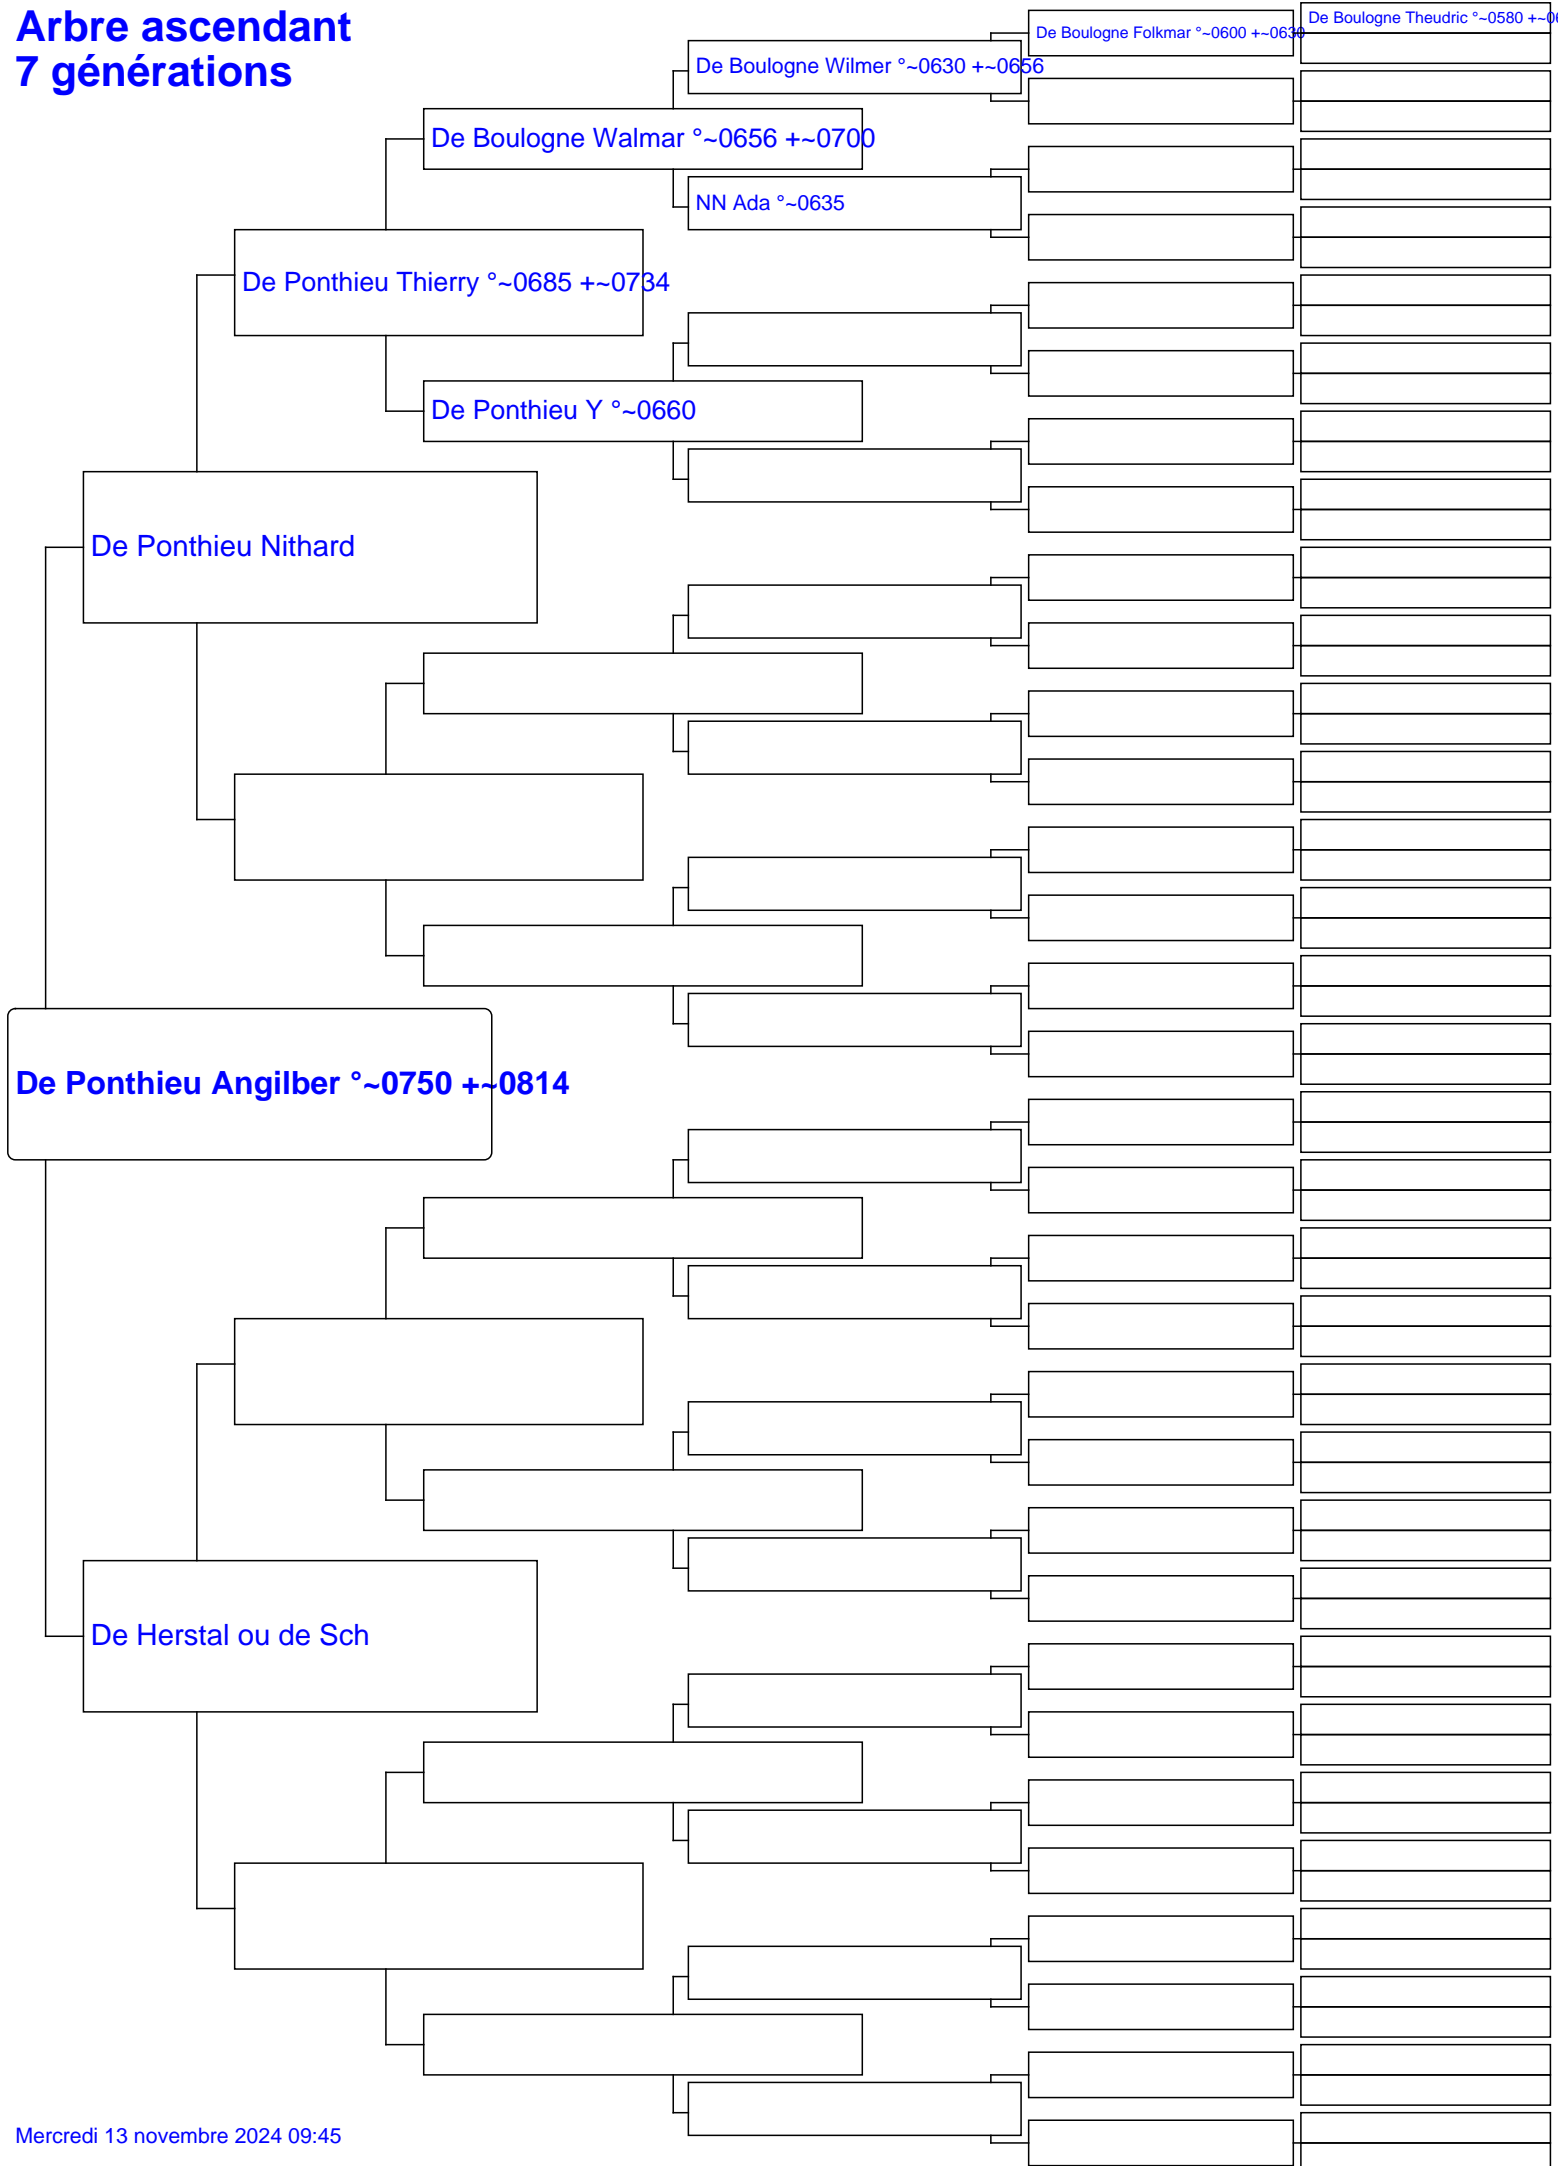 Arbre ascendant
7 générations
De Boulogne Theudric °~0580
De Boulogne Folkmar °~0600 +~0630
De Boulogne Wilmer °~0630 +~0656
De Boulogne Walmar °~0656 +~0700
NN Ada °~0635
De Ponthieu Thierry °~0685 +~0734
De Ponthieu Y °~0660
De Ponthieu Nithard
De Ponthieu Angilber °~0750 +~0814
De Herstal ou de Sch
Mercredi 13 novembre 2024 09:45